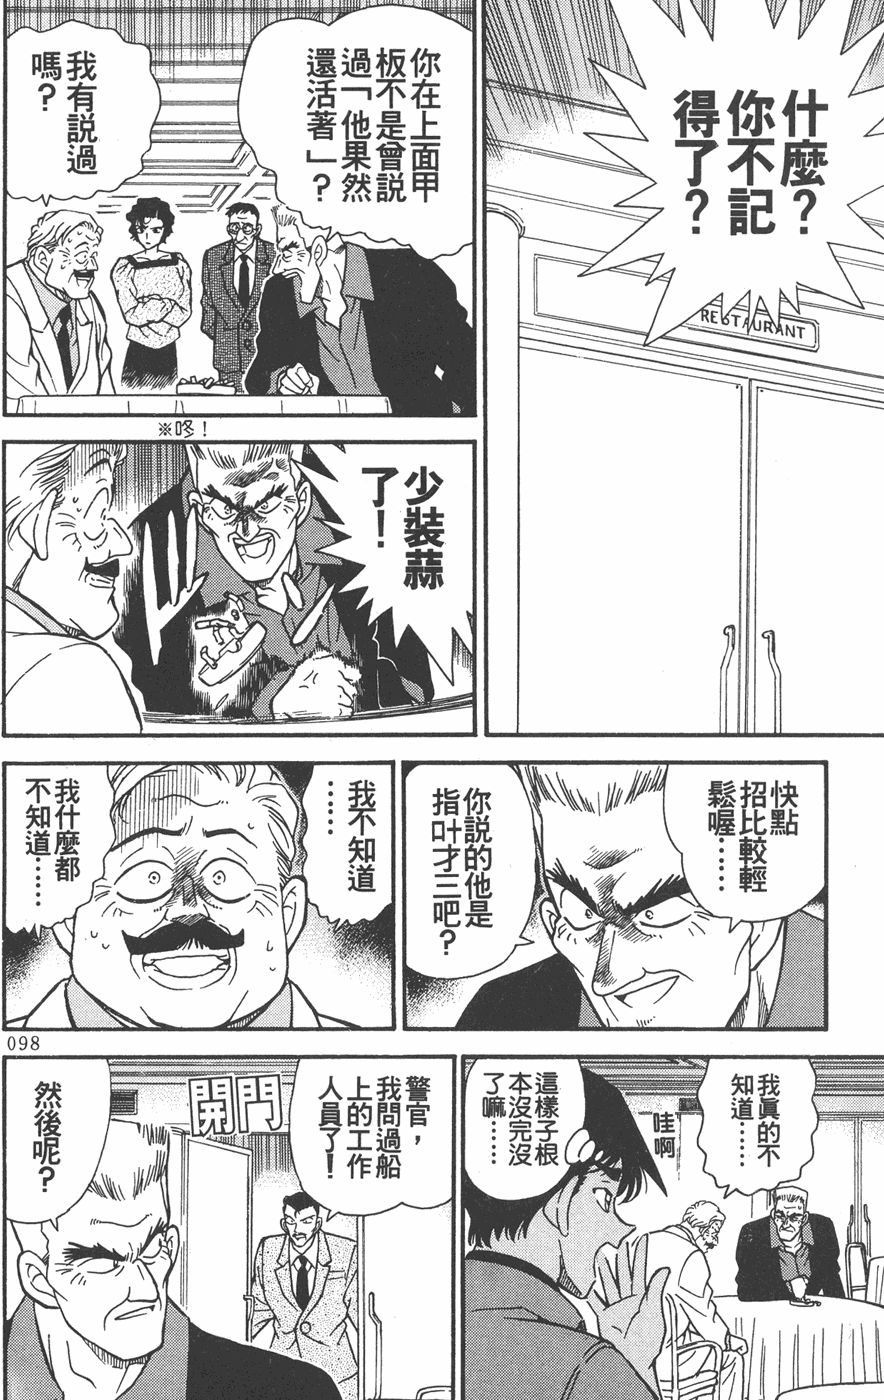 什麼?
你不記
得了?
RESTAURANT
你在上面甲
板不是曾說
過「他果然
還活著」?
我有說過
嗎?
※咚!
少裝蒜
了!
快點
招比較輕
鬆喔……
你說的他是
指叶才三吧?
我不知道
……
我什麼都
不知道……
098
我真的不
知道……
哇啊
這樣子根
本沒完沒
了嘛……
警官,
我問過船
上的工作
人員了!
開門
然後呢?